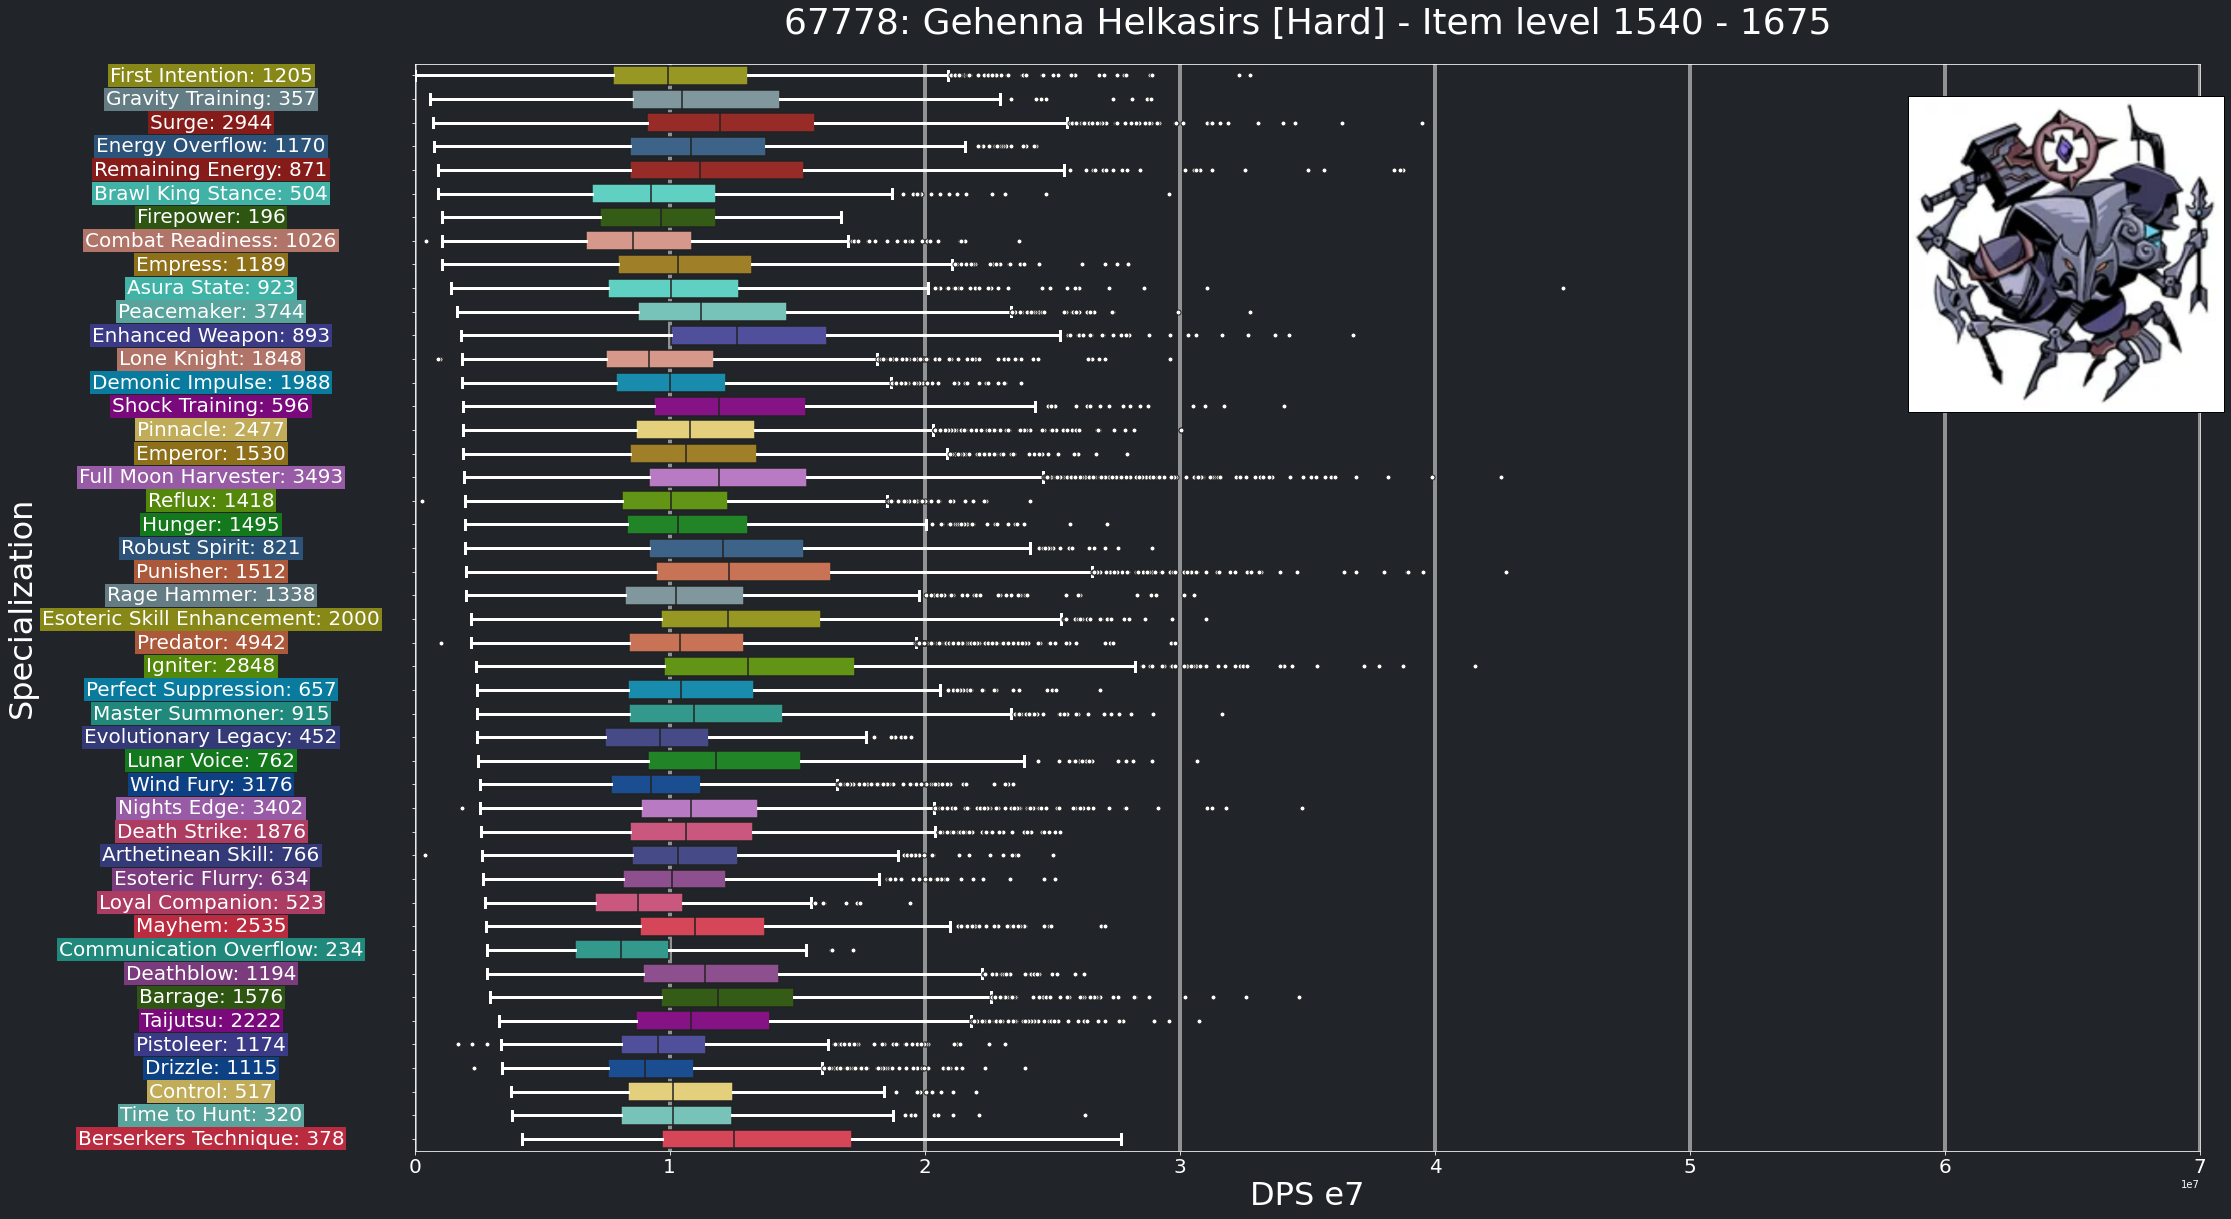 67778: Gehenna Helkasirs [Hard] - Item level 1540 - 1675
Specialization
First Intention: 1205
Gravity Training: 357
Surge: 2944
Energy Overflow: 1170
Remaining Energy: 871
Brawl King Stance: 504
Firepower: 196
Combat Readiness: 1026
Empress: 1189
Asura State: 923
Peacemaker: 3744
Enhanced Weapon: 893
Lone Knight: 1848
Demonic Impulse: 1988
Shock Training: 596
Pinnacle: 2477
Emperor: 1530
Full Moon Harvester: 3493
Reflux: 1418
Hunger: 1495
Robust Spirit: 821
Punisher: 1512
Rage Hammer: 1338
Esoteric Skill Enhancement: 2000
Predator: 4942
Igniter: 2848
Perfect Suppression: 657
Master Summoner: 915
Evolutionary Legacy: 452
Lunar Voice: 762
Wind Fury: 3176
Nights Edge: 3402
Death Strike: 1876
Arthetinean Skill: 766
Esoteric Flurry: 634
Loyal Companion: 523
Mayhem: 2535
Communication Overflow: 234
Deathblow: 1194
Barrage: 1576
Taijutsu: 2222
Pistoleer: 1174
Drizzle: 1115
Control: 517
Time to Hunt: 320
Berserkers Technique: 378
0 1 2 3 4 5 6 7
1e7
DPS e7